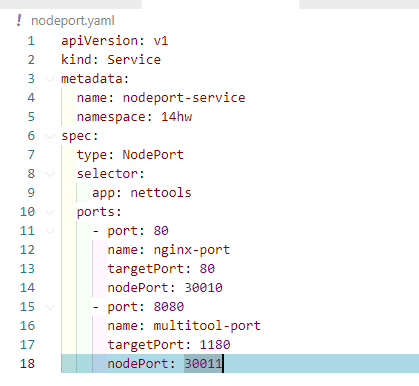 ! nodeport.yaml
1 apiVersion: v1
2 kind: Service
3 metadata:
4   name: nodeport-service
5   namespace: 14hw
6 spec:
7   type: NodePort
8   selector:
9     app: nettools
10   ports:
11     - port: 80
12       name: nginx-port
13       targetPort: 80
14       nodePort: 30010
15     - port: 8080
16       name: multitool-port
17       targetPort: 1180
18       nodePort: 30011